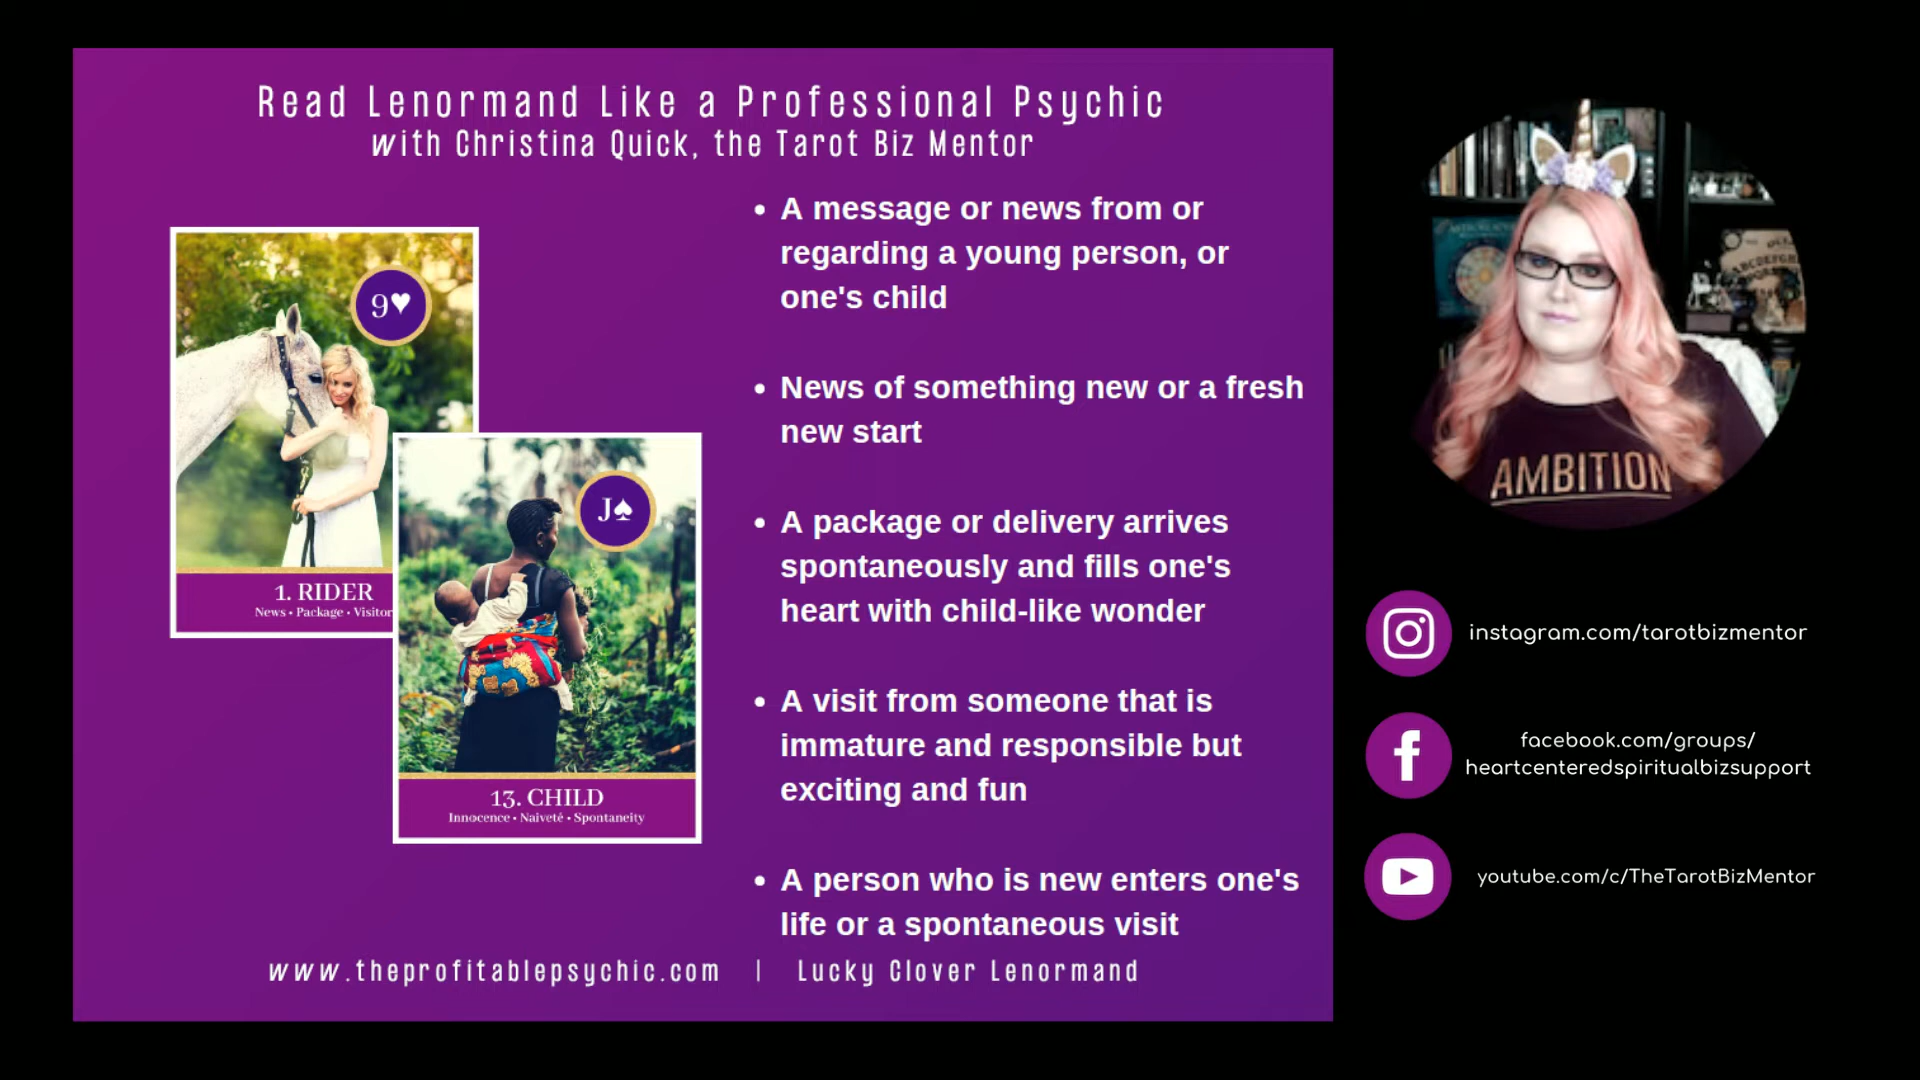 Read Lenormand Like a Professional Psychic
with Christina Quick, the Tarot Biz Mentor
9♥
1. RIDER
News • Package • Visitor
J♠
13. CHILD
Innocence • Naiveté • Spontaneity
• A message or news from or
regarding a young person, or
one's child
• News of something new or a fresh
new start
• A package or delivery arrives
spontaneously and fills one's
heart with child-like wonder
• A visit from someone that is
immature and responsible but
exciting and fun
• A person who is new enters one's
life or a spontaneous visit
www.theprofitablepsychic.com | Lucky Clover Lenormand
AMBITION
instagram.com/tarotbizmentor
facebook.com/groups/
heartcenteredspiritualbizsupport
youtube.com/c/TheTarotBizMentor